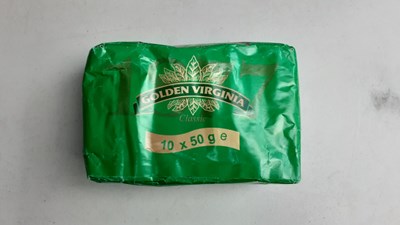 GOLDEN VIRGINIA
Classic
10 x 50 g e